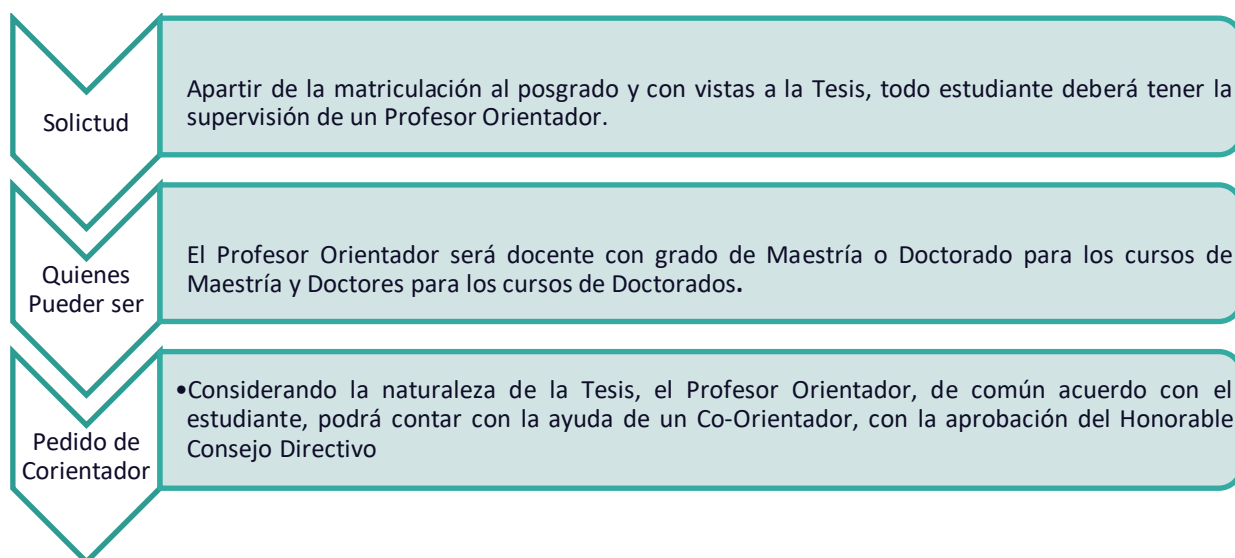 Solictud
Apartir de la matriculación al posgrado y con vistas a la Tesis, todo estudiante deberá tener la
supervisión de un Profesor Orientador.
Quienes
Pueder ser
El Profesor Orientador será docente con grado de Maestría o Doctorado para los cursos de
Maestría y Doctores para los cursos de Doctorados.
Pedido de
Corientador
•Considerando la naturaleza de la Tesis, el Profesor Orientador, de común acuerdo con el
estudiante, podrá contar con la ayuda de un Co-Orientador, con la aprobación del Honorable
Consejo Directivo